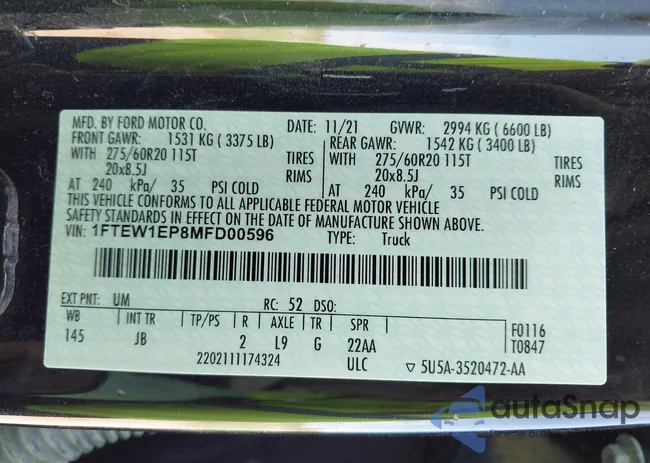 MFD. BY FORD MOTOR CO.
DATE: 11/21 GVWR: 2994 KG ( 6600 LB)
FRONT GAWR: 1531 KG ( 3375 LB)
REAR GAWR: 1542 KG ( 3400 LB)
WITH 275/60R20 115T TIRES
WITH 275/60R20 115T TIRES
20x8.5J RIMS
20x8.5J RIMS
AT 240 kPa/ 35 PSI COLD
AT 240 kPa/ 35 PSI COLD
THIS VEHICLE CONFORMS TO ALL APPLICABLE FEDERAL MOTOR VEHICLE
SAFETY STANDARDS IN EFFECT ON THE DATE OF MANUFACTURE SHOWN ABOVE.
VIN: 1FTEW1EP8MFD00596 TYPE: Truck
EXT PNT: UM RC: 52 DSO:
WB INT TR TP/PS R AXLE TR SPR F0116
145 JB 2 L9 G 22AA T0847
2202111174324 ULC ▽ 5U5A-3520472-AA
autoSnap